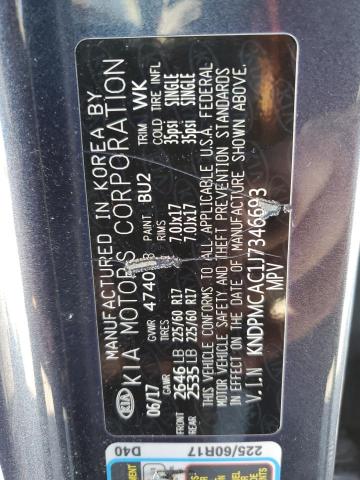 MANUFACTURED IN KOREA BY
KIA KIA MOTORS CORPORATION
06/17 GVWR 4740 PAINT BU2 TRIM WK
GAWR TIRES RIMS COLD TIRE INFL
FRONT 2646 LB 225/60 R17 7.0Jx17 35psi SINGLE
REAR 2535 LB 225/60 R17 7.0Jx17 35psi SINGLE
THIS VEHICLE CONFORMS TO ALL APPLICABLE U.S.A. FEDERAL
MOTOR VEHICLE SAFETY AND THEFT PREVENTION STANDARDS
IN EFFECT ON THE DATE OF MANUFACTURE SHOWN ABOVE.
V.I.N KNDPMCAC1J7346693
MPV
D40 225/60R17